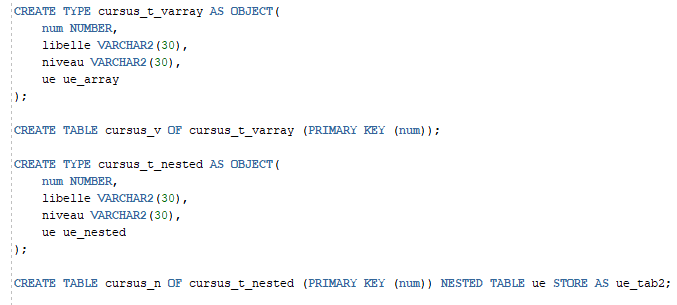 CREATE TYPE cursus_t_varray AS OBJECT(
    num NUMBER,
    libelle VARCHAR2(30),
    niveau VARCHAR2(30),
    ue ue_array
);

CREATE TABLE cursus_v OF cursus_t_varray (PRIMARY KEY (num));

CREATE TYPE cursus_t_nested AS OBJECT(
    num NUMBER,
    libelle VARCHAR2(30),
    niveau VARCHAR2(30),
    ue ue_nested
);

CREATE TABLE cursus_n OF cursus_t_nested (PRIMARY KEY (num)) NESTED TABLE ue STORE AS ue_tab2;